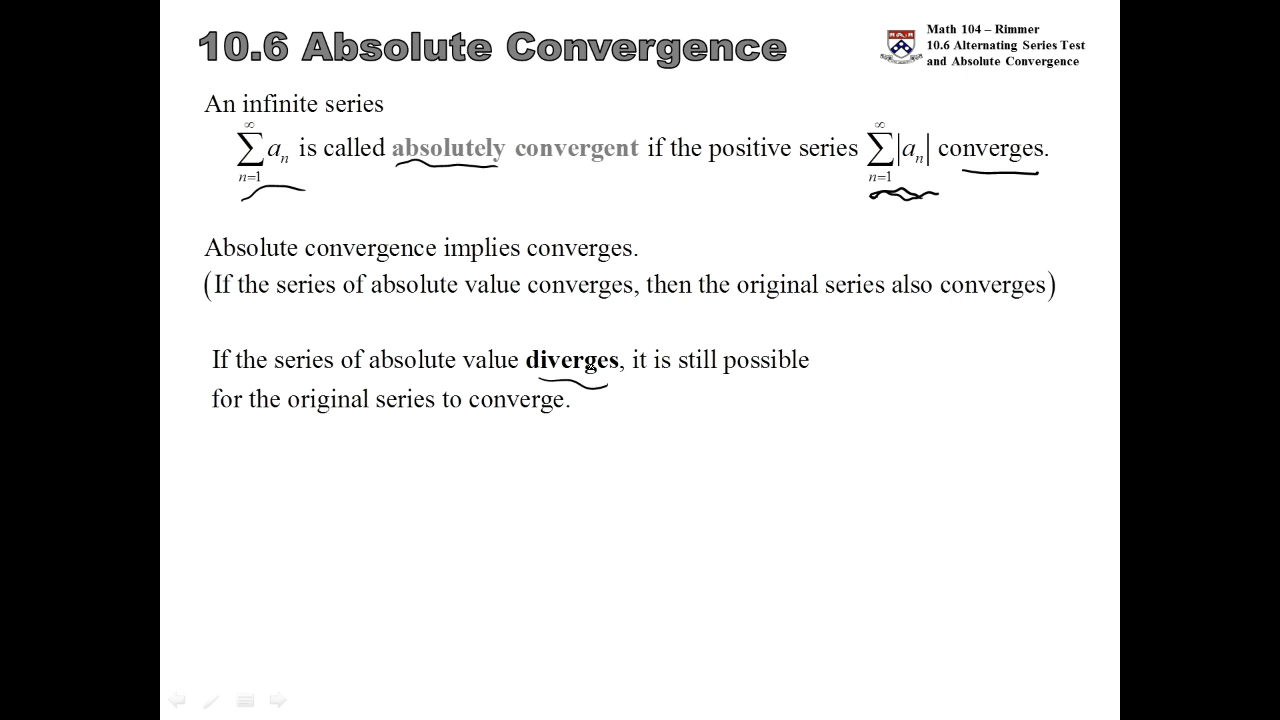 10.6 Absolute Convergence
Math 104 – Rimmer
10.6 Alternating Series Test
and Absolute Convergence
An infinite series
∞∑n=1 aₙ is called absolutely convergent if the positive series ∞∑n=1 |aₙ| converges.
Absolute convergence implies converges.
(If the series of absolute value converges, then the original series also converges)
If the series of absolute value diverges, it is still possible
for the original series to converge.